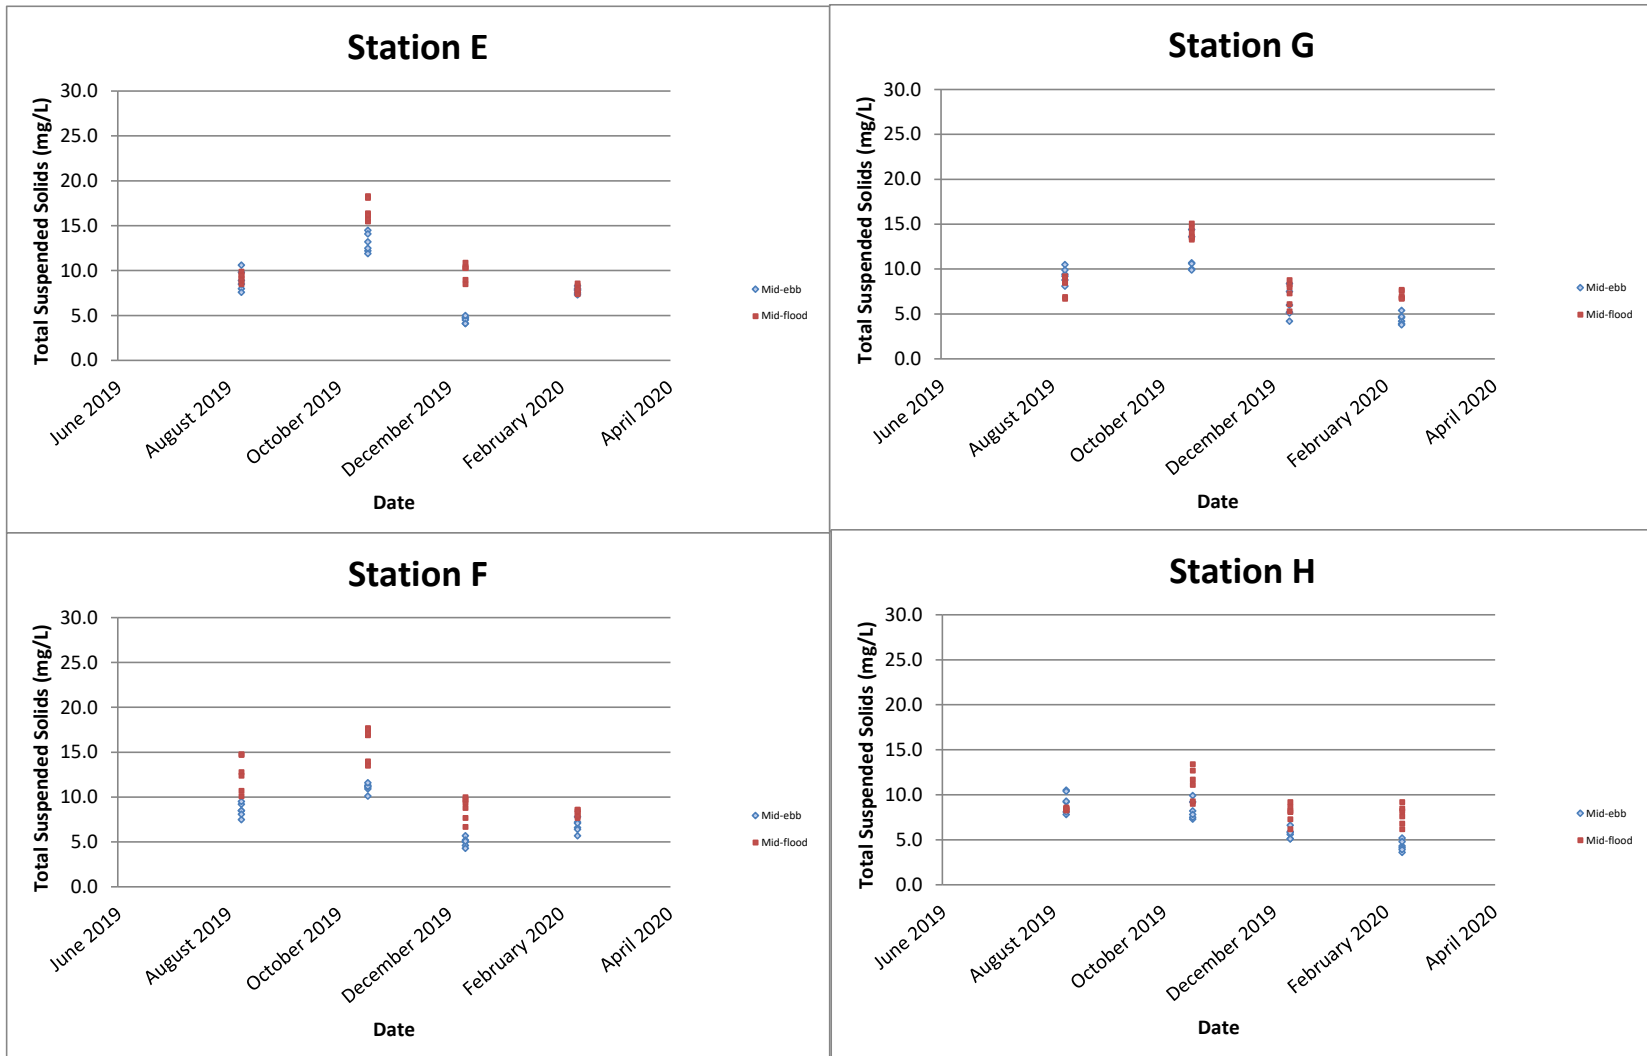 Station E
Total Suspended Solids (mg/L)
30.0
25.0
20.0
15.0
10.0
5.0
0.0
June 2019
August 2019
October 2019
December 2019
February 2020
April 2020
Date
Mid-ebb
Mid-flood
Station G
Total Suspended Solids (mg/L)
30.0
25.0
20.0
15.0
10.0
5.0
0.0
June 2019
August 2019
October 2019
December 2019
February 2020
April 2020
Date
Mid-ebb
Mid-flood
Station F
Total Suspended Solids (mg/L)
30.0
25.0
20.0
15.0
10.0
5.0
0.0
June 2019
August 2019
October 2019
December 2019
February 2020
April 2020
Date
Mid-ebb
Mid-flood
Station H
Total Suspended Solids (mg/L)
30.0
25.0
20.0
15.0
10.0
5.0
0.0
June 2019
August 2019
October 2019
December 2019
February 2020
April 2020
Date
Mid-ebb
Mid-flood